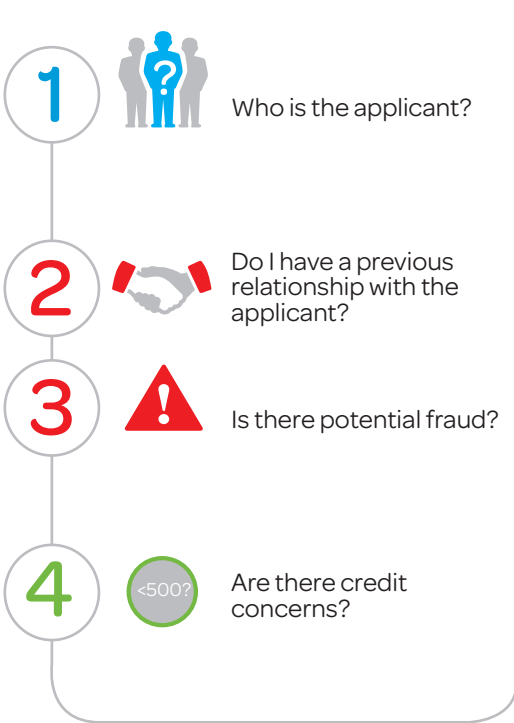 1
?
Who is the applicant?
2
Do I have a previous
relationship with the
applicant?
3
!
Is there potential fraud?
4
<500?
Are there credit
concerns?